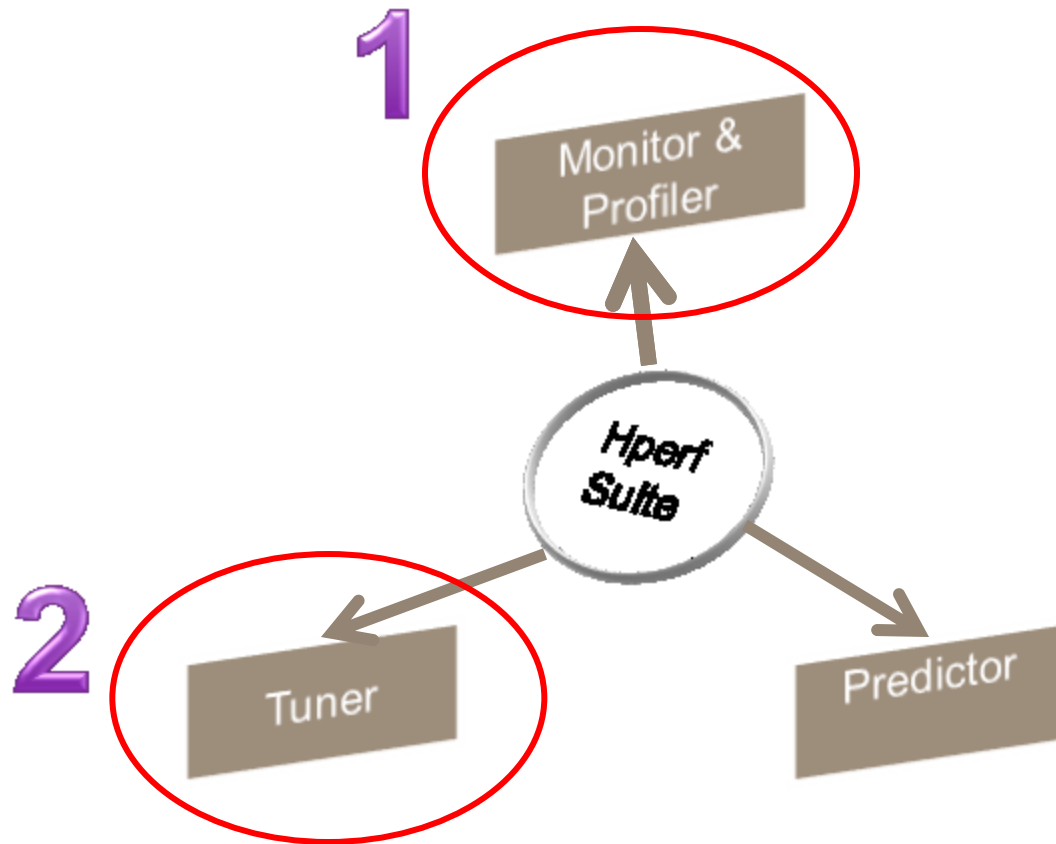 1
Monitor &
Profiler
Hperf
Suite
2
Tuner
Predictor